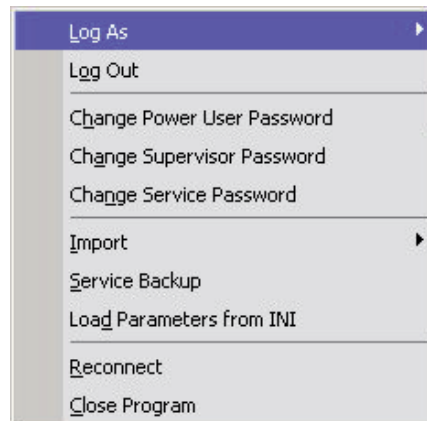 Log As
Log Out
Change Power User Password
Change Supervisor Password
Change Service Password
Import
Service Backup
Load Parameters from INI
Reconnect
Close Program